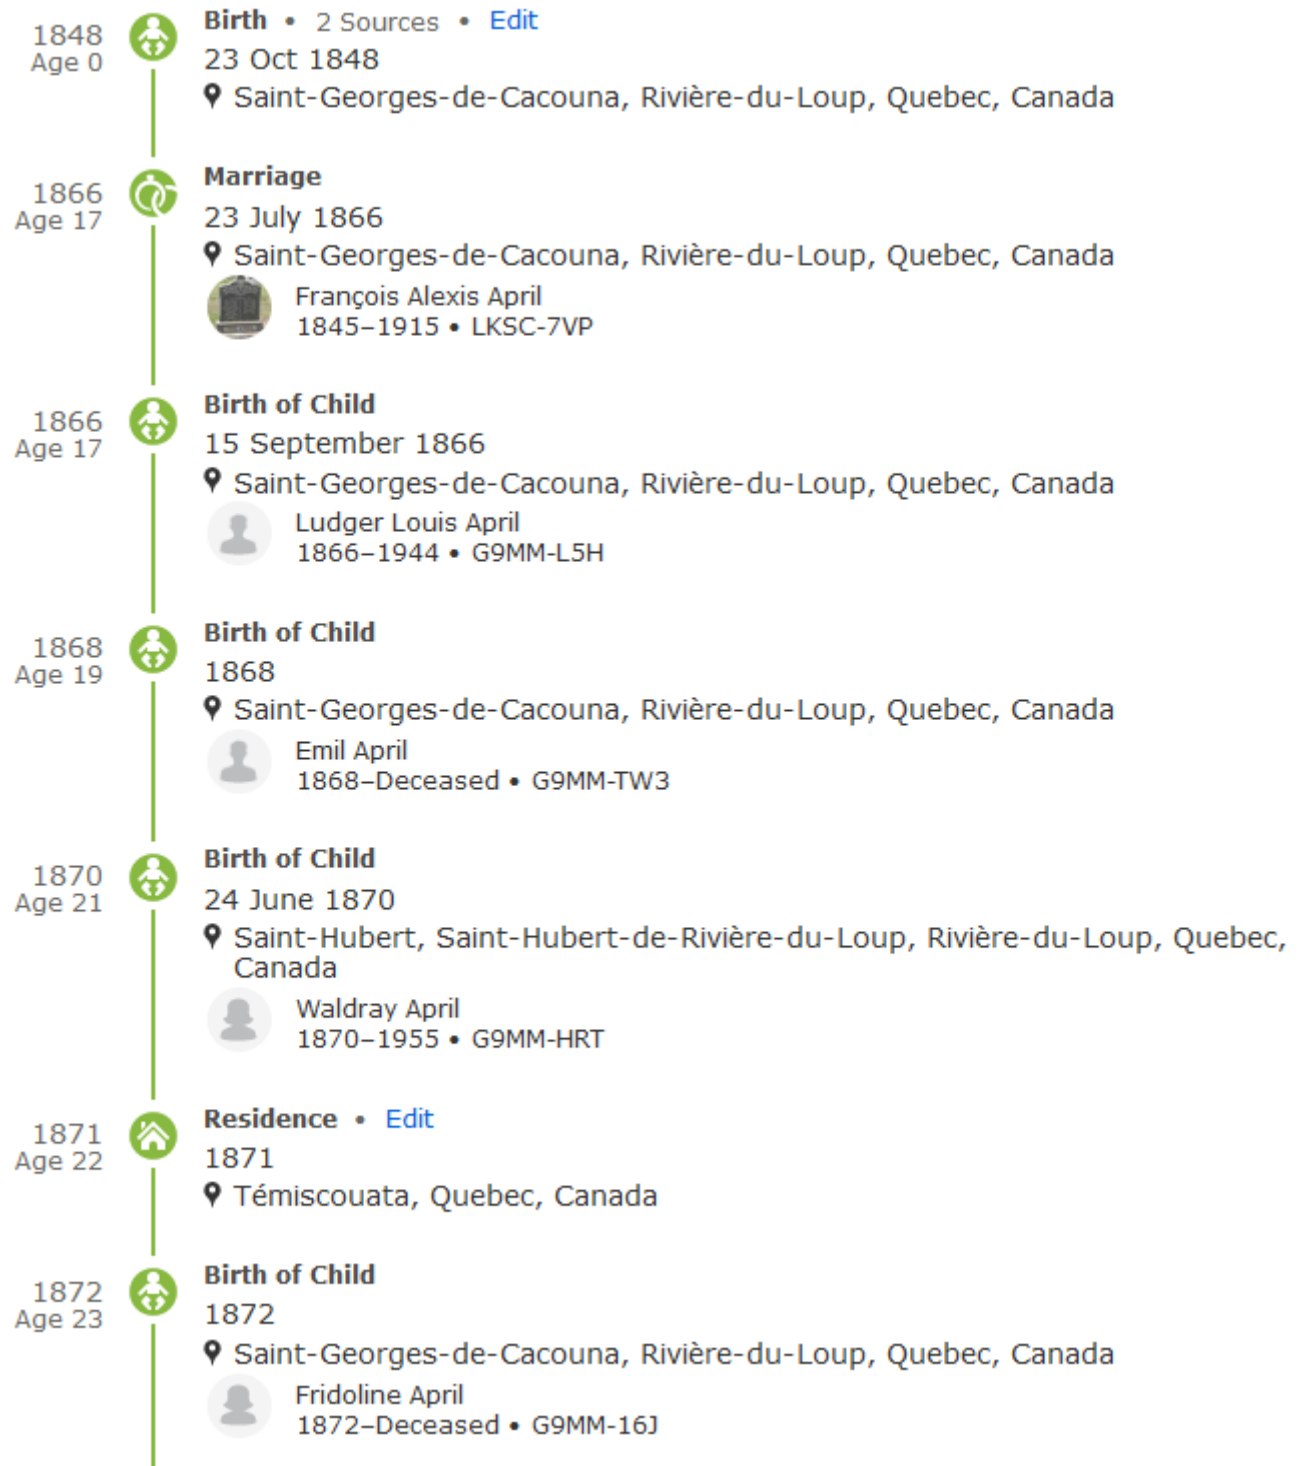 1848
Age 0
Birth • 2 Sources • Edit
23 Oct 1848
Saint-Georges-de-Cacouna, Rivière-du-Loup, Quebec, Canada
1866
Age 17
Marriage
23 July 1866
Saint-Georges-de-Cacouna, Rivière-du-Loup, Quebec, Canada
François Alexis April
1845–1915 • LKSC-7VP
1866
Age 17
Birth of Child
15 September 1866
Saint-Georges-de-Cacouna, Rivière-du-Loup, Quebec, Canada
Ludger Louis April
1866–1944 • G9MM-L5H
1868
Age 19
Birth of Child
1868
Saint-Georges-de-Cacouna, Rivière-du-Loup, Quebec, Canada
Emil April
1868–Deceased • G9MM-TW3
1870
Age 21
Birth of Child
24 June 1870
Saint-Hubert, Saint-Hubert-de-Rivière-du-Loup, Rivière-du-Loup, Quebec,
Canada
Waldray April
1870–1955 • G9MM-HRT
1871
Age 22
Residence • Edit
1871
Témiscouata, Quebec, Canada
1872
Age 23
Birth of Child
1872
Saint-Georges-de-Cacouna, Rivière-du-Loup, Quebec, Canada
Fridoline April
1872–Deceased • G9MM-16J